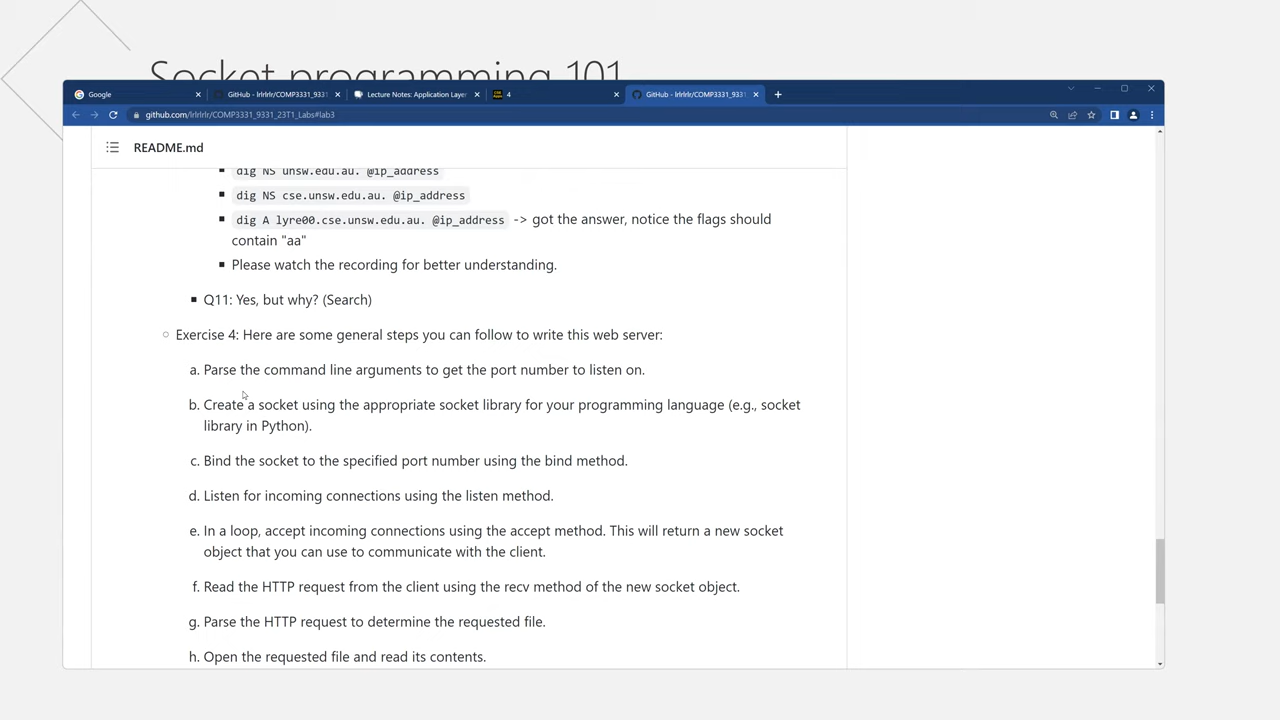 Socket programming 101
Google
GitHub - lrlrlrlr/COMP3331_9331
Lecture Notes: Application Layer
4
GitHub - lrlrlrlr/COMP3331_9331
github.com/lrlrlrlr/COMP3331_9331_23T1_Labs#lab3
README.md
dig NS unsw.edu.au. @ip_address
dig NS cse.unsw.edu.au. @ip_address
dig A lyre00.cse.unsw.edu.au. @ip_address -> got the answer, notice the flags should
contain "aa"
Please watch the recording for better understanding.
Q11: Yes, but why? (Search)
Exercise 4: Here are some general steps you can follow to write this web server:
a. Parse the command line arguments to get the port number to listen on.
b. Create a socket using the appropriate socket library for your programming language (e.g., socket
library in Python).
c. Bind the socket to the specified port number using the bind method.
d. Listen for incoming connections using the listen method.
e. In a loop, accept incoming connections using the accept method. This will return a new socket
object that you can use to communicate with the client.
f. Read the HTTP request from the client using the recv method of the new socket object.
g. Parse the HTTP request to determine the requested file.
h. Open the requested file and read its contents.